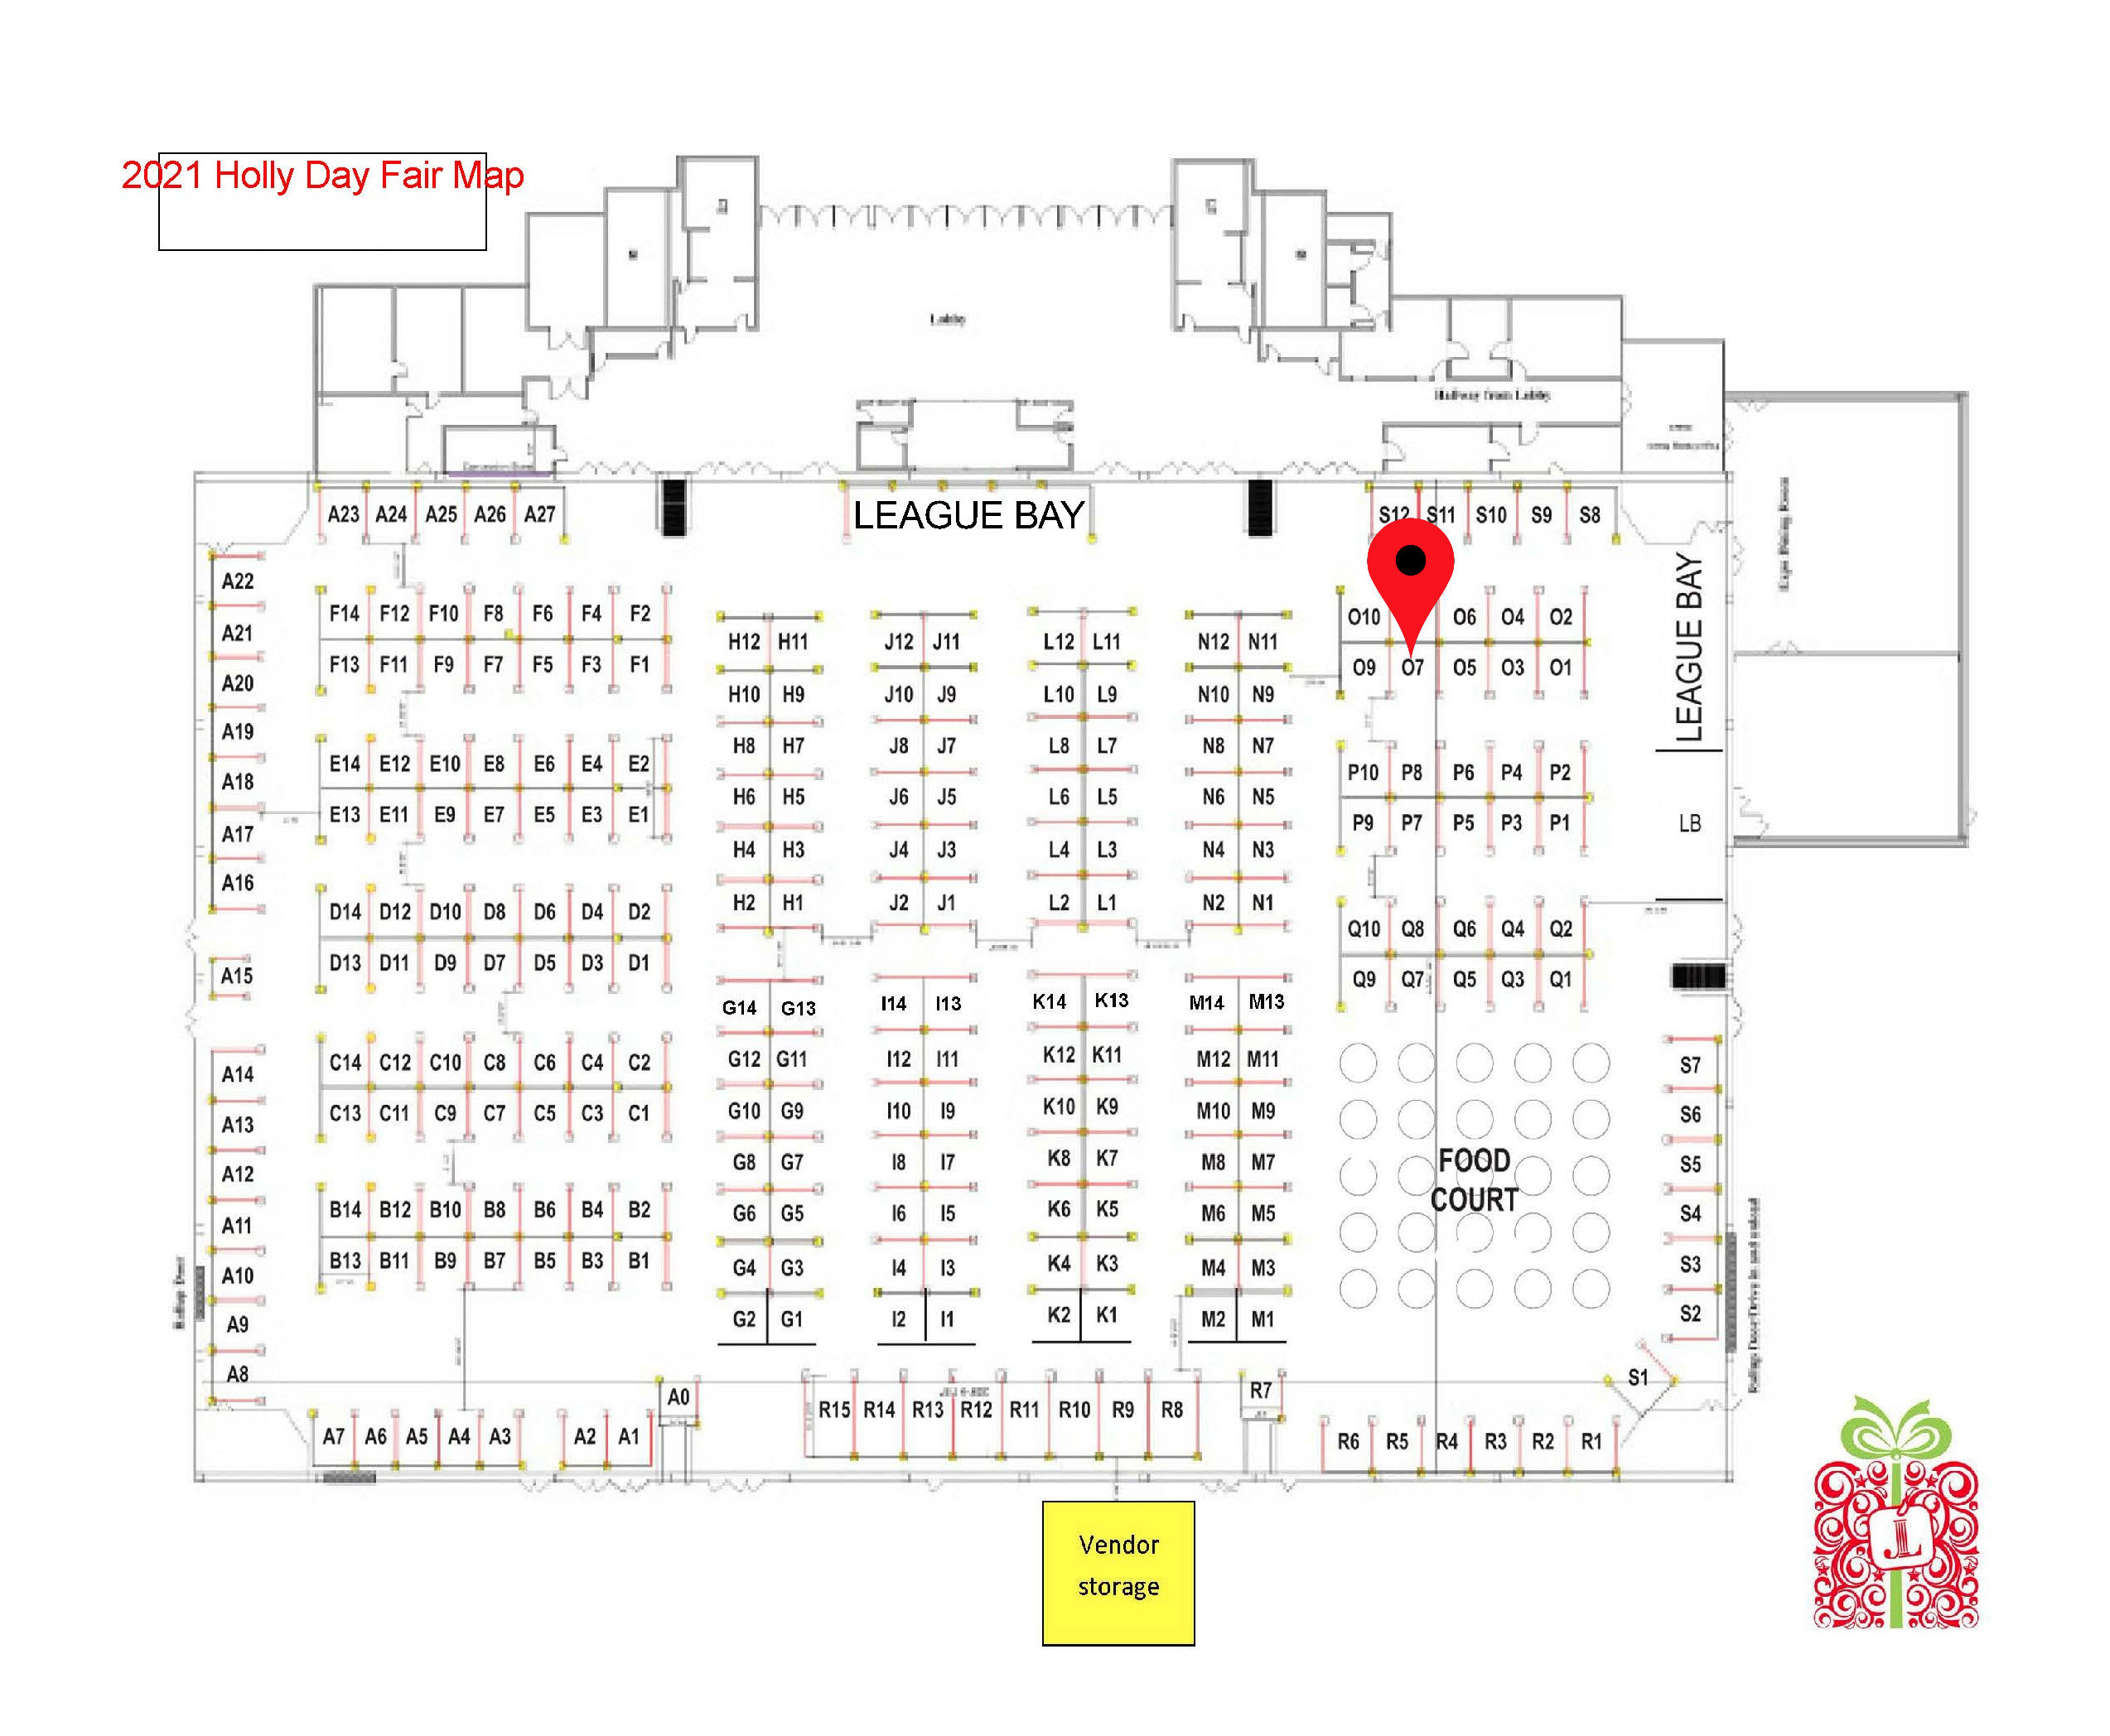 2021 Holly Day Fair Map
Lobby
Hallway from Lobby
A23 A24 A25 A26 A27
LEAGUE BAY
S12 S11 S10 S9 S8
LEAGUE BAY
LB
A22
A21
A20
A19
A18
A17
A16
A15
A14
A13
A12
A11
A10
A9
A8
F14 F12 F10 F8 F6 F4 F2
F13 F11 F9 F7 F5 F3 F1
E14 E12 E10 E8 E6 E4 E2
E13 E11 E9 E7 E5 E3 E1
D14 D12 D10 D8 D6 D4 D2
D13 D11 D9 D7 D5 D3 D1
C14 C12 C10 C8 C6 C4 C2
C13 C11 C9 C7 C5 C3 C1
B14 B12 B10 B8 B6 B4 B2
B13 B11 B9 B7 B5 B3 B1
H12 H11
H10 H9
H8 H7
H6 H5
H4 H3
H2 H1
G14 G13
G12 G11
G10 G9
G8 G7
G6 G5
G4 G3
G2 G1
J12 J11
J10 J9
J8 J7
J6 J5
J4 J3
J2 J1
I14 I13
I12 I11
I10 I9
I8 I7
I6 I5
I4 I3
I2 I1
L12 L11
L10 L9
L8 L7
L6 L5
L4 L3
L2 L1
K14 K13
K12 K11
K10 K9
K8 K7
K6 K5
K4 K3
K2 K1
N12 N11
N10 N9
N8 N7
N6 N5
N4 N3
N2 N1
M14 M13
M12 M11
M10 M9
M8 M7
M6 M5
M4 M3
M2 M1
O10 O6 O4 O2
O9 O7 O5 O3 O1
P10 P8 P6 P4 P2
P9 P7 P5 P3 P1
Q10 Q8 Q6 Q4 Q2
Q9 Q7 Q5 Q3 Q1
FOOD
COURT
S7
S6
S5
S4
S3
S2
S1
A7 A6 A5 A4 A3 A2 A1
A0
R15 R14 R13 R12 R11 R10 R9 R8
R7
R6 R5 R4 R3 R2 R1
Vendor
storage
JL